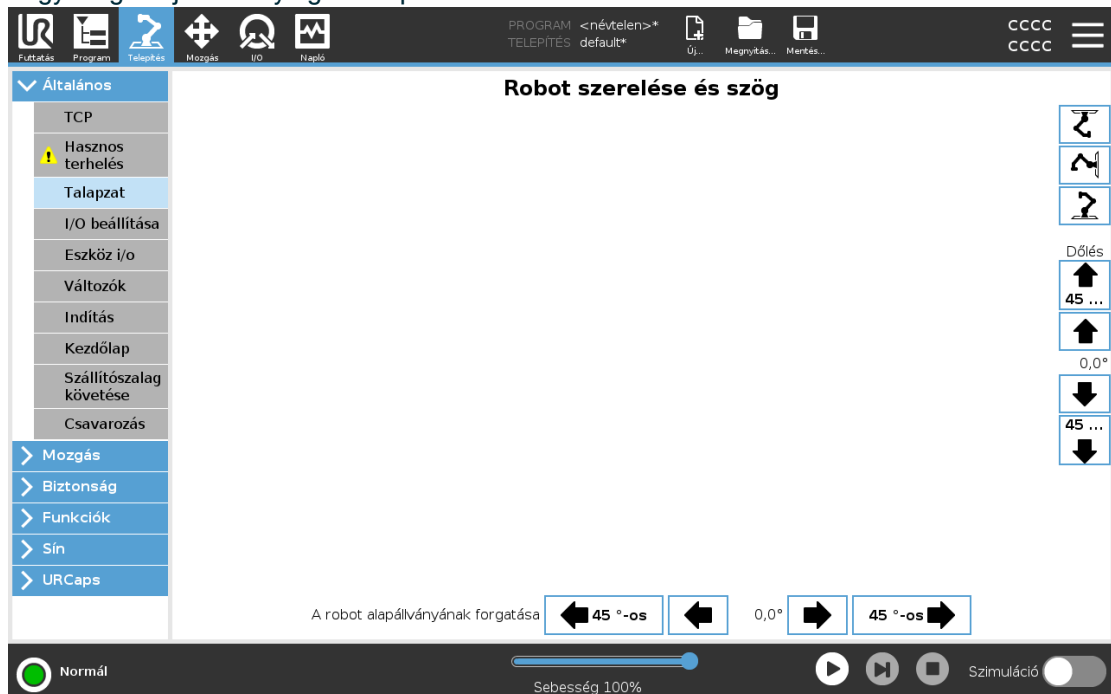 PROGRAM <névtelen>*
TELEPÍTÉS default*
Futtatás Program Telepítés Mozgás I/O Napló
Új... Megnyitás... Mentés...
cccc
cccc
Általános
TCP
Hasznos
terhelés
Talapzat
I/O beállítása
Eszköz i/o
Változók
Indítás
Kezdőlap
Szállítószalag
követése
Csavarozás
Mozgás
Biztonság
Funkciók
Sín
URCaps
Robot szerelése és szög
Dőlés
45 ...
0,0°
45 ...
A robot alapállványának forgatása 45 °-os 0,0° 45 °-os
Normál
Sebesség 100%
Szimuláció